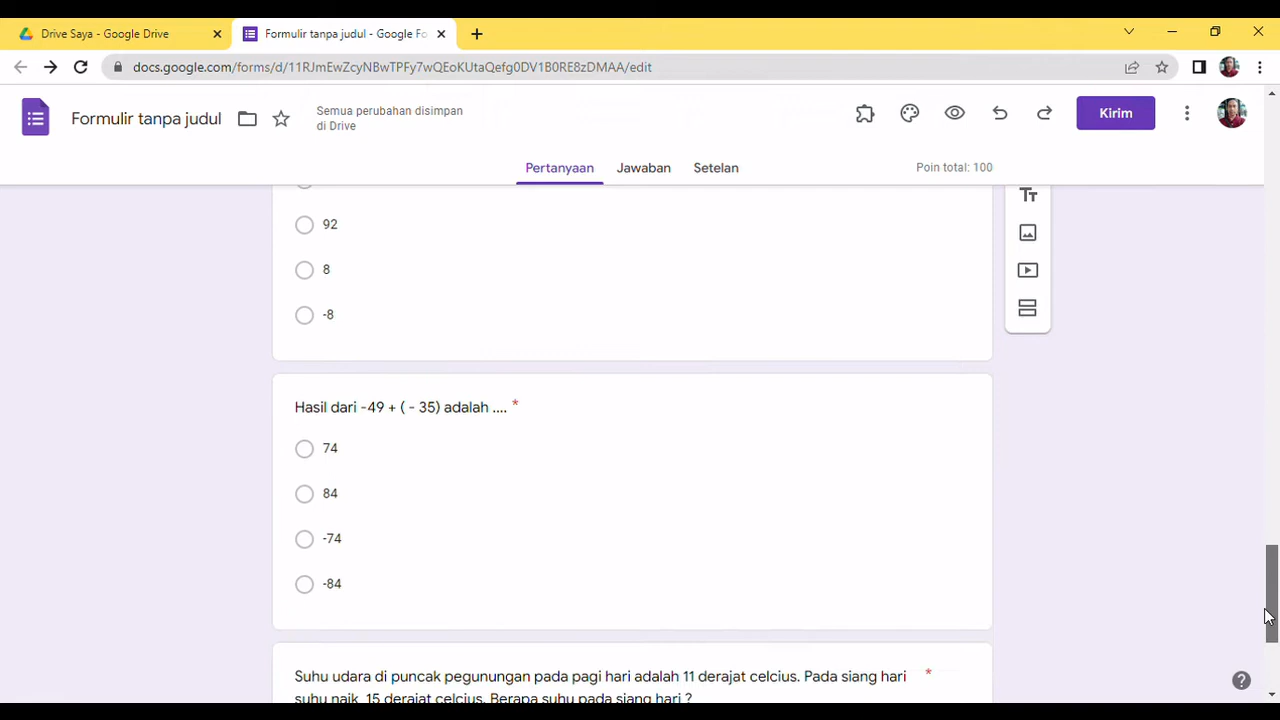 Drive Saya - Google Drive
Formulir tanpa judul - Google Fo
docs.google.com/forms/d/11RJmEwZcyNBwTPFy7wQEoKUtaQefg0DV1B0RE8zDMAA/edit
Formulir tanpa judul
Semua perubahan disimpan
di Drive
Kirim
Pertanyaan
Jawaban
Setelan
Poin total: 100
92
8
-8
Hasil dari -49 + ( - 35) adalah .... *
74
84
-74
-84
Suhu udara di puncak pegunungan pada pagi hari adalah 11 derajat celcius. Pada siang hari *
suhu naik  15 derajat celcius. Berapa suhu pada siang hari ?